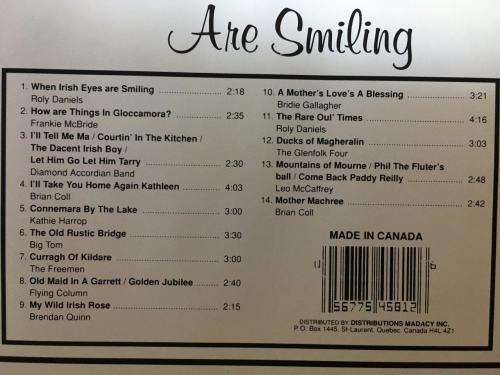 Are Smiling
1. When Irish Eyes are Smiling ........................ 2:18
Roly Daniels
2. How are Things In Gloccamora? .................. 2:35
Frankie McBride
3. I'll Tell Me Ma / Courtin' In The Kitchen /
The Dacent Irish Boy /
Let Him Go Let Him Tarry .......................... 2:30
Diamond Accordian Band
4. I'll Take You Home Again Kathleen ............ 4:03
Brian Coll
5. Connemara By The Lake .......................... 3:00
Kathie Harrop
6. The Old Rustic Bridge .............................. 3:30
Big Tom
7. Curragh Of Kildare .................................. 3:00
The Freemen
8. Old Maid In A Garrett / Golden Jubilee ........ 2:40
Flying Column
9. My Wild Irish Rose .................................. 2:15
Brendan Quinn
10. A Mother's Love's A Blessing .................... 3:21
Bridie Gallagher
11. The Rare Out' Times ................................ 4:16
Roly Daniels
12. Ducks of Magheralin ................................ 3:03
The Glenfolk Four
13. Mountains of Mourne / Phil The Fluter's
ball / Come Back Paddy Reilly .................... 2:48
Leo McCaffrey
14. Mother Machree ...................................... 2:42
Brian Coll
MADE IN CANADA
0 6
56775 45812
DISTRIBUTED BY DISTRIBUTIONS MADACY INC.
P.O. Box 1445, St-Laurent, Quebec, Canada H4L 4Z1